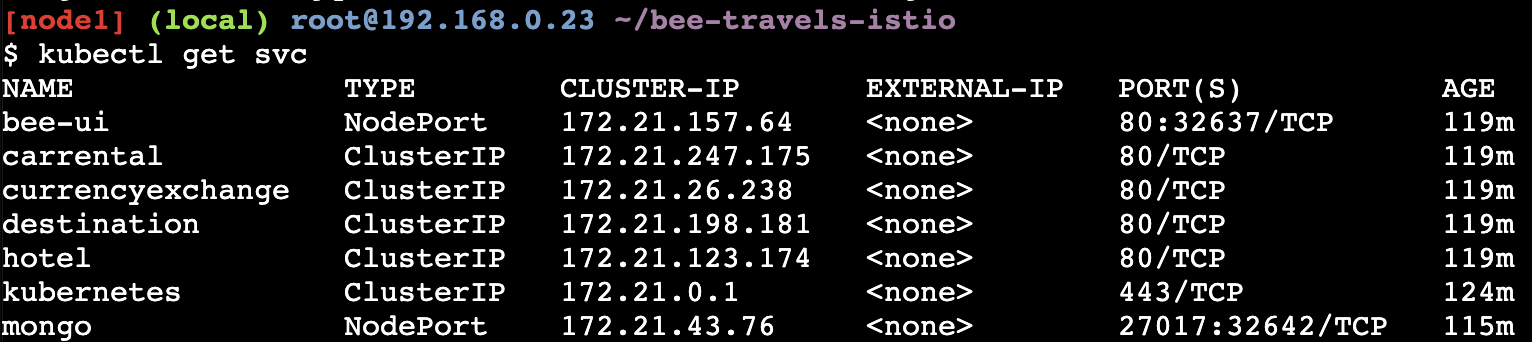 [node1] (local) root@192.168.0.23 ~/bee-travels-istio
$ kubectl get svc
NAME TYPE CLUSTER-IP EXTERNAL-IP PORT(S) AGE
bee-ui NodePort 172.21.157.64 <none> 80:32637/TCP 119m
carrental ClusterIP 172.21.247.175 <none> 80/TCP 119m
currencyexchange ClusterIP 172.21.26.238 <none> 80/TCP 119m
destination ClusterIP 172.21.198.181 <none> 80/TCP 119m
hotel ClusterIP 172.21.123.174 <none> 80/TCP 119m
kubernetes ClusterIP 172.21.0.1 <none> 443/TCP 124m
mongo NodePort 172.21.43.76 <none> 27017:32642/TCP 115m